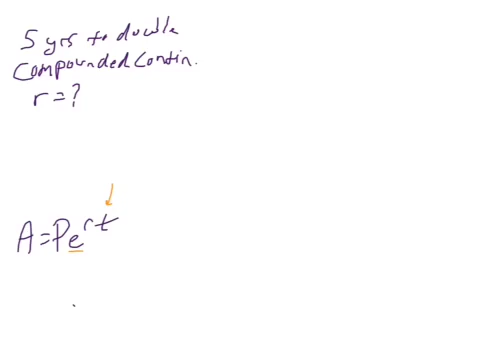 5 yrs to double
Compounded Contin.
r=?
A=Pe^rt